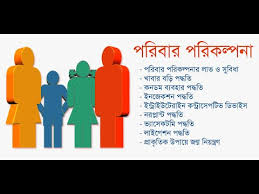 পরিবার পরিকল্পনা
- পরিবার পরিকল্পনার লাভ ও সুবিধা
- খাবার বড়ি পদ্ধতি
- কনডম ব্যবহার পদ্ধতি
- ইনজেকশন পদ্ধতি
- ইন্ট্রাইউটেরাইন কন্ট্রাসেপটিভ ডিভাইস
- নরপ্লান্ট পদ্ধতি
- ভ্যাসেকটমি পদ্ধতি
- লাইগেশন পদ্ধতি
- প্রাকৃতিক উপায়ে জন্ম নিয়ন্ত্রণ